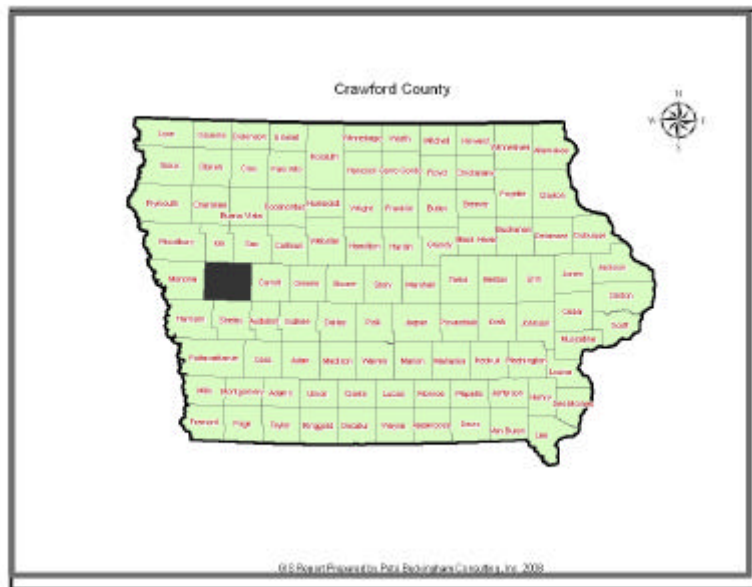 Crawford County
N
W E
S
Lyon Osceola Dickinson Emmet Winnebago Worth Mitchell Howard Winneshiek Allamakee
Kossuth
Sioux Obrien Clay Palo Alto Hancock Cerro Gordo Floyd Chickasaw
Plymouth Cherokee Buena Vista Pocahontas Humboldt Wright Franklin Butler Bremer Fayette Clayton
Woodbury Ida Sac Calhoun Webster Hamilton Hardin Grundy Black Hawk Buchanan Delaware Dubuque
Monona Carroll Greene Boone Story Marshall Tama Benton Linn Jones Jackson
Clinton
Harrison Shelby Audubon Guthrie Dallas Polk Jasper Poweshiek Iowa Johnson Cedar Scott
Muscatine
Pottawattamie Cass Adair Madison Warren Marion Mahaska Keokuk Washington Louisa
Mills Montgomery Adams Union Clarke Lucas Monroe Wapello Jefferson Henry Des Moines
Fremont Page Taylor Ringgold Decatur Wayne Appanoose Davis Van Buren Lee
GIS Report Prepared by Pete Beckingham Consulting, Inc. 2008